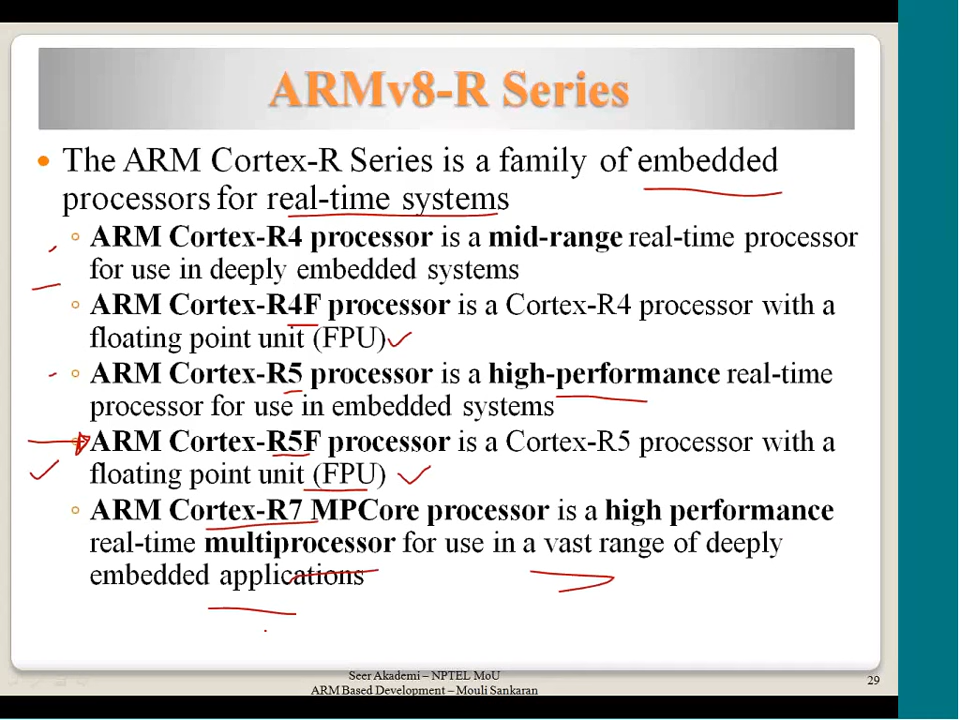 ARMv8-R Series
The ARM Cortex-R Series is a family of embedded
processors for real-time systems
ARM Cortex-R4 processor is a mid-range real-time processor
for use in deeply embedded systems
ARM Cortex-R4F processor is a Cortex-R4 processor with a
floating point unit (FPU)
ARM Cortex-R5 processor is a high-performance real-time
processor for use in embedded systems
ARM Cortex-R5F processor is a Cortex-R5 processor with a
floating point unit (FPU)
ARM Cortex-R7 MPCore processor is a high performance
real-time multiprocessor for use in a vast range of deeply
embedded applications
Seer Akademi – NPTEL MoU
ARM Based Development – Mouli Sankaran
29